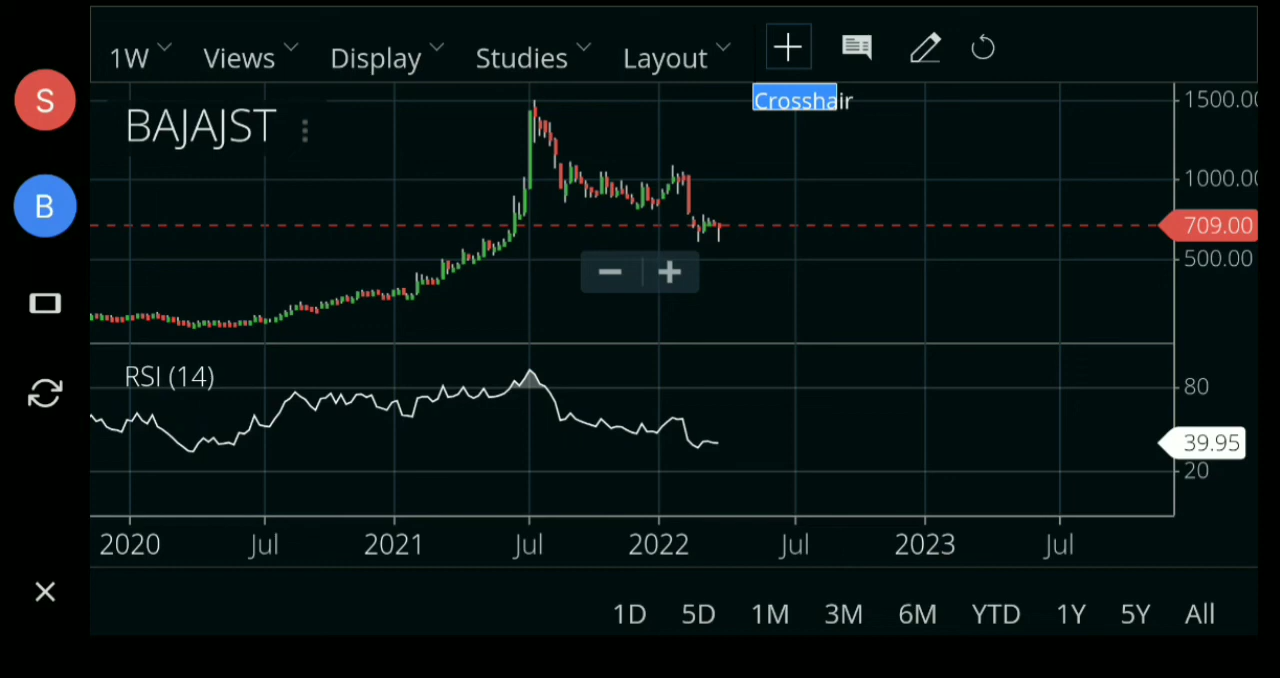 1W Views Display Studies Layout
Crosshair
S
BAJAJST
1500.00
1000.00
B
709.00
500.00
RSI (14)
80
39.95
20
2020 Jul 2021 Jul 2022 Jul 2023 Jul
1D 5D 1M 3M 6M YTD 1Y 5Y All